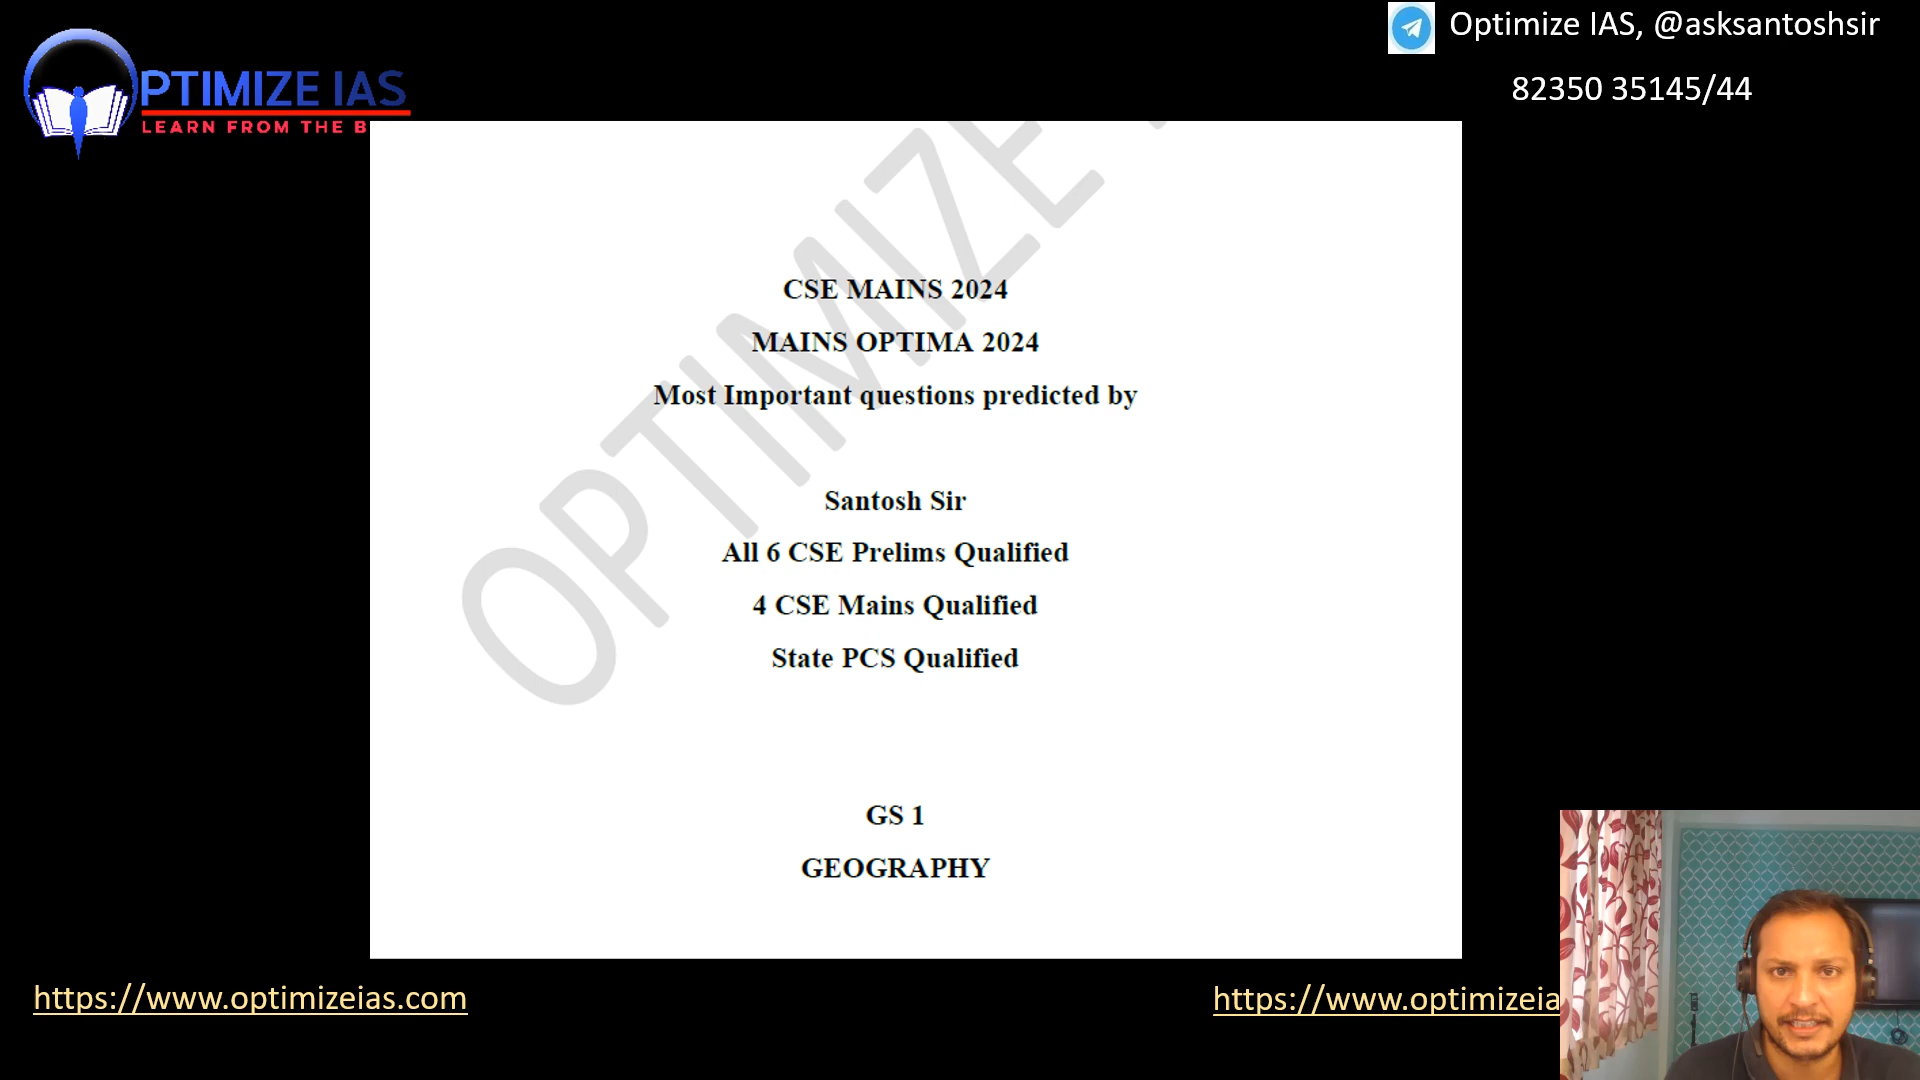 Optimize IAS, @asksantoshsir
82350 35145/44
PTIMIZE IAS
LEARN FROM THE B
OPTIMIZE
CSE MAINS 2024
MAINS OPTIMA 2024
Most Important questions predicted by
Santosh Sir
All 6 CSE Prelims Qualified
4 CSE Mains Qualified
State PCS Qualified
GS 1
GEOGRAPHY
https://www.optimizeias.com
https://www.optimizeia